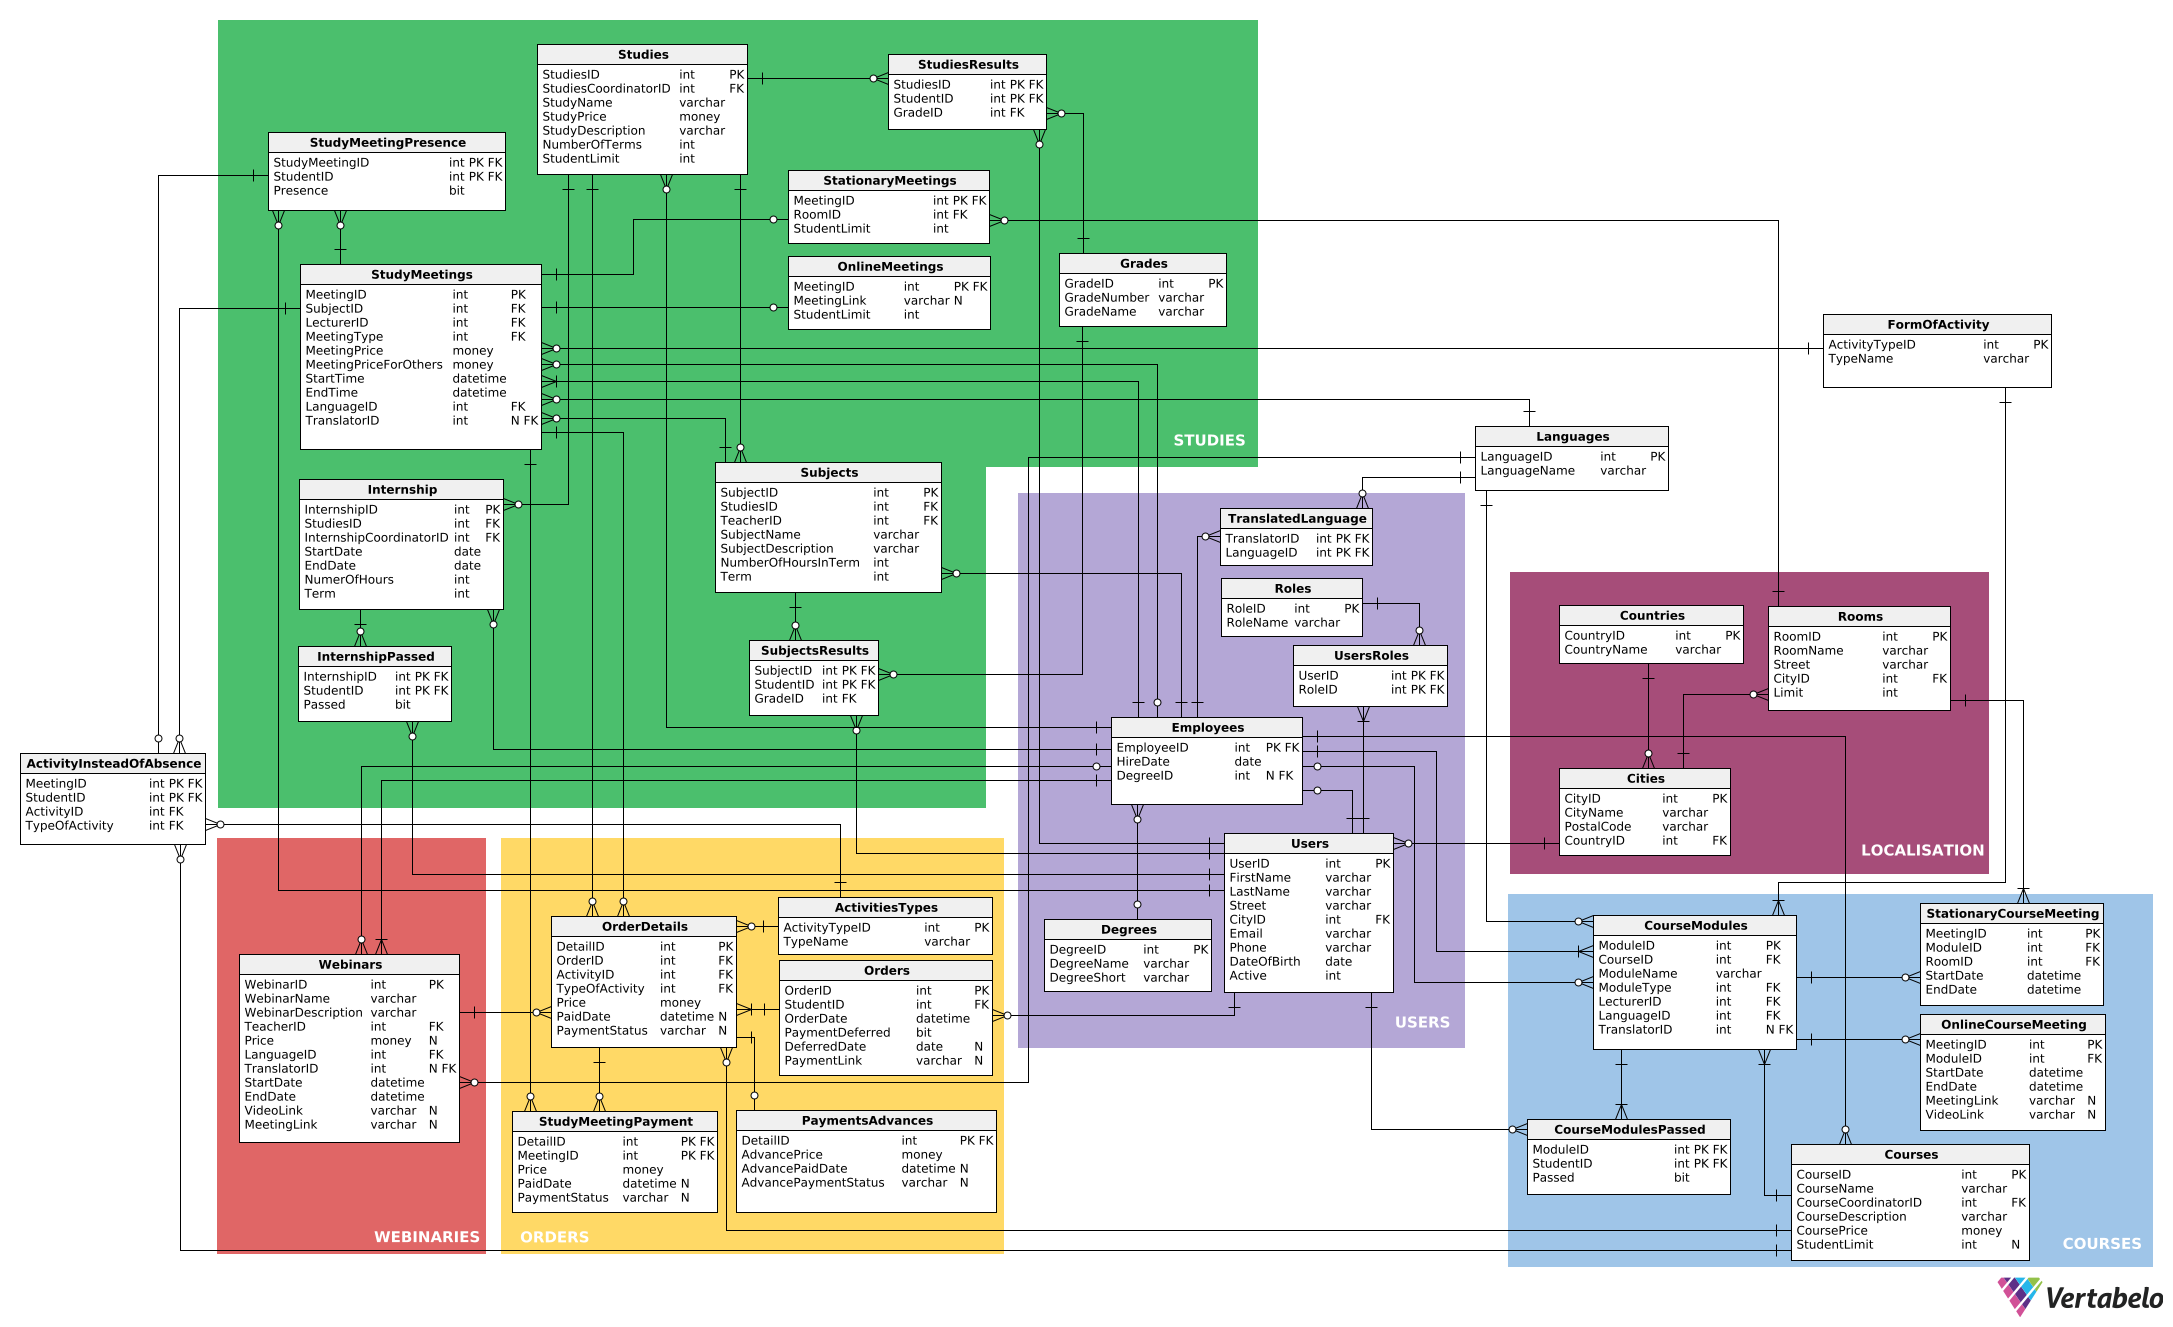 Studies
StudiesID int PK
StudiesCoordinatorID int FK
StudyName varchar
StudyPrice money
StudyDescription varchar
NumberOfTerms int
StudentLimit int
StudiesResults
StudiesID int PK FK
StudentID int PK FK
GradeID int FK
StudyMeetingPresence
StudyMeetingID int PK FK
StudentID int PK FK
Presence bit
StationaryMeetings
MeetingID int PK FK
RoomID int FK
StudentLimit int
OnlineMeetings
MeetingID int PK FK
MeetingLink varchar N
StudentLimit int
Grades
GradeID int PK
GradeNumber varchar
GradeName varchar
StudyMeetings
MeetingID int PK
SubjectID int FK
LecturerID int FK
MeetingType int FK
MeetingPrice money
MeetingPriceForOthers money
StartTime datetime
EndTime datetime
LanguageID int FK
TranslatorID int N FK
FormOfActivity
ActivityTypeID int PK
TypeName varchar
STUDIES
Languages
LanguageID int PK
LanguageName varchar
Subjects
SubjectID int PK
StudiesID int FK
TeacherID int FK
SubjectName varchar
SubjectDescription varchar
NumberOfHoursInTerm int
Term int
Internship
InternshipID int PK
StudiesID int FK
InternshipCoordinatorID int FK
StartDate date
EndDate date
NumerOfHours int
Term int
TranslatedLanguage
TranslatorID int PK FK
LanguageID int PK FK
Roles
RoleID int PK
RoleName varchar
UsersRoles
UserID int PK FK
RoleID int PK FK
Countries
CountryID int PK
CountryName varchar
Rooms
RoomID int PK
RoomName varchar
Street varchar
CityID int FK
Limit int
InternshipPassed
InternshipID int PK FK
StudentID int PK FK
Passed bit
SubjectsResults
SubjectID int PK FK
StudentID int PK FK
GradeID int FK
Employees
EmployeeID int PK FK
HireDate date
DegreeID int N FK
Cities
CityID int PK
CityName varchar
PostalCode varchar
CountryID int FK
LOCALISATION
ActivityInsteadOfAbsence
MeetingID int PK FK
StudentID int PK FK
ActivityID int FK
TypeOfActivity int FK
Users
UserID int PK
FirstName varchar
LastName varchar
Street varchar
CityID int FK
Email varchar
Phone varchar
DateOfBirth date
Active int
Degrees
DegreeID int PK
DegreeName varchar
DegreeShort varchar
USERS
ActivitiesTypes
ActivityTypeID int PK
TypeName varchar
OrderDetails
DetailID int PK
OrderID int FK
ActivityID int FK
TypeOfActivity int FK
Price money
PaidDate datetime N
PaymentStatus varchar N
Orders
OrderID int PK
StudentID int FK
OrderDate datetime
PaymentDeferred bit
DeferredDate date N
PaymentLink varchar N
Webinars
WebinarID int PK
WebinarName varchar
WebinarDescription varchar
TeacherID int FK
Price money N
LanguageID int FK
TranslatorID int N FK
StartDate datetime
EndDate datetime
VideoLink varchar N
MeetingLink varchar N
WEBINARIES
StudyMeetingPayment
DetailID int PK FK
MeetingID int PK FK
Price money
PaidDate datetime N
PaymentStatus varchar N
PaymentsAdvances
DetailID int PK FK
AdvancePrice money
AdvancePaidDate datetime N
AdvancePaymentStatus varchar N
ORDERS
CourseModules
ModuleID int PK
CourseID int FK
ModuleName varchar
ModuleType int FK
LecturerID int FK
LanguageID int FK
TranslatorID int N FK
StationaryCourseMeeting
MeetingID int PK
ModuleID int FK
RoomID int FK
StartDate datetime
EndDate datetime
OnlineCourseMeeting
MeetingID int PK
ModuleID int FK
StartDate datetime
EndDate datetime
MeetingLink varchar N
VideoLink varchar N
CourseModulesPassed
ModuleID int PK FK
StudentID int PK FK
Passed bit
Courses
CourseID int PK
CourseName varchar
CourseCoordinatorID int FK
CourseDescription varchar
CoursePrice money
StudentLimit int N
COURSES
Vertabelo